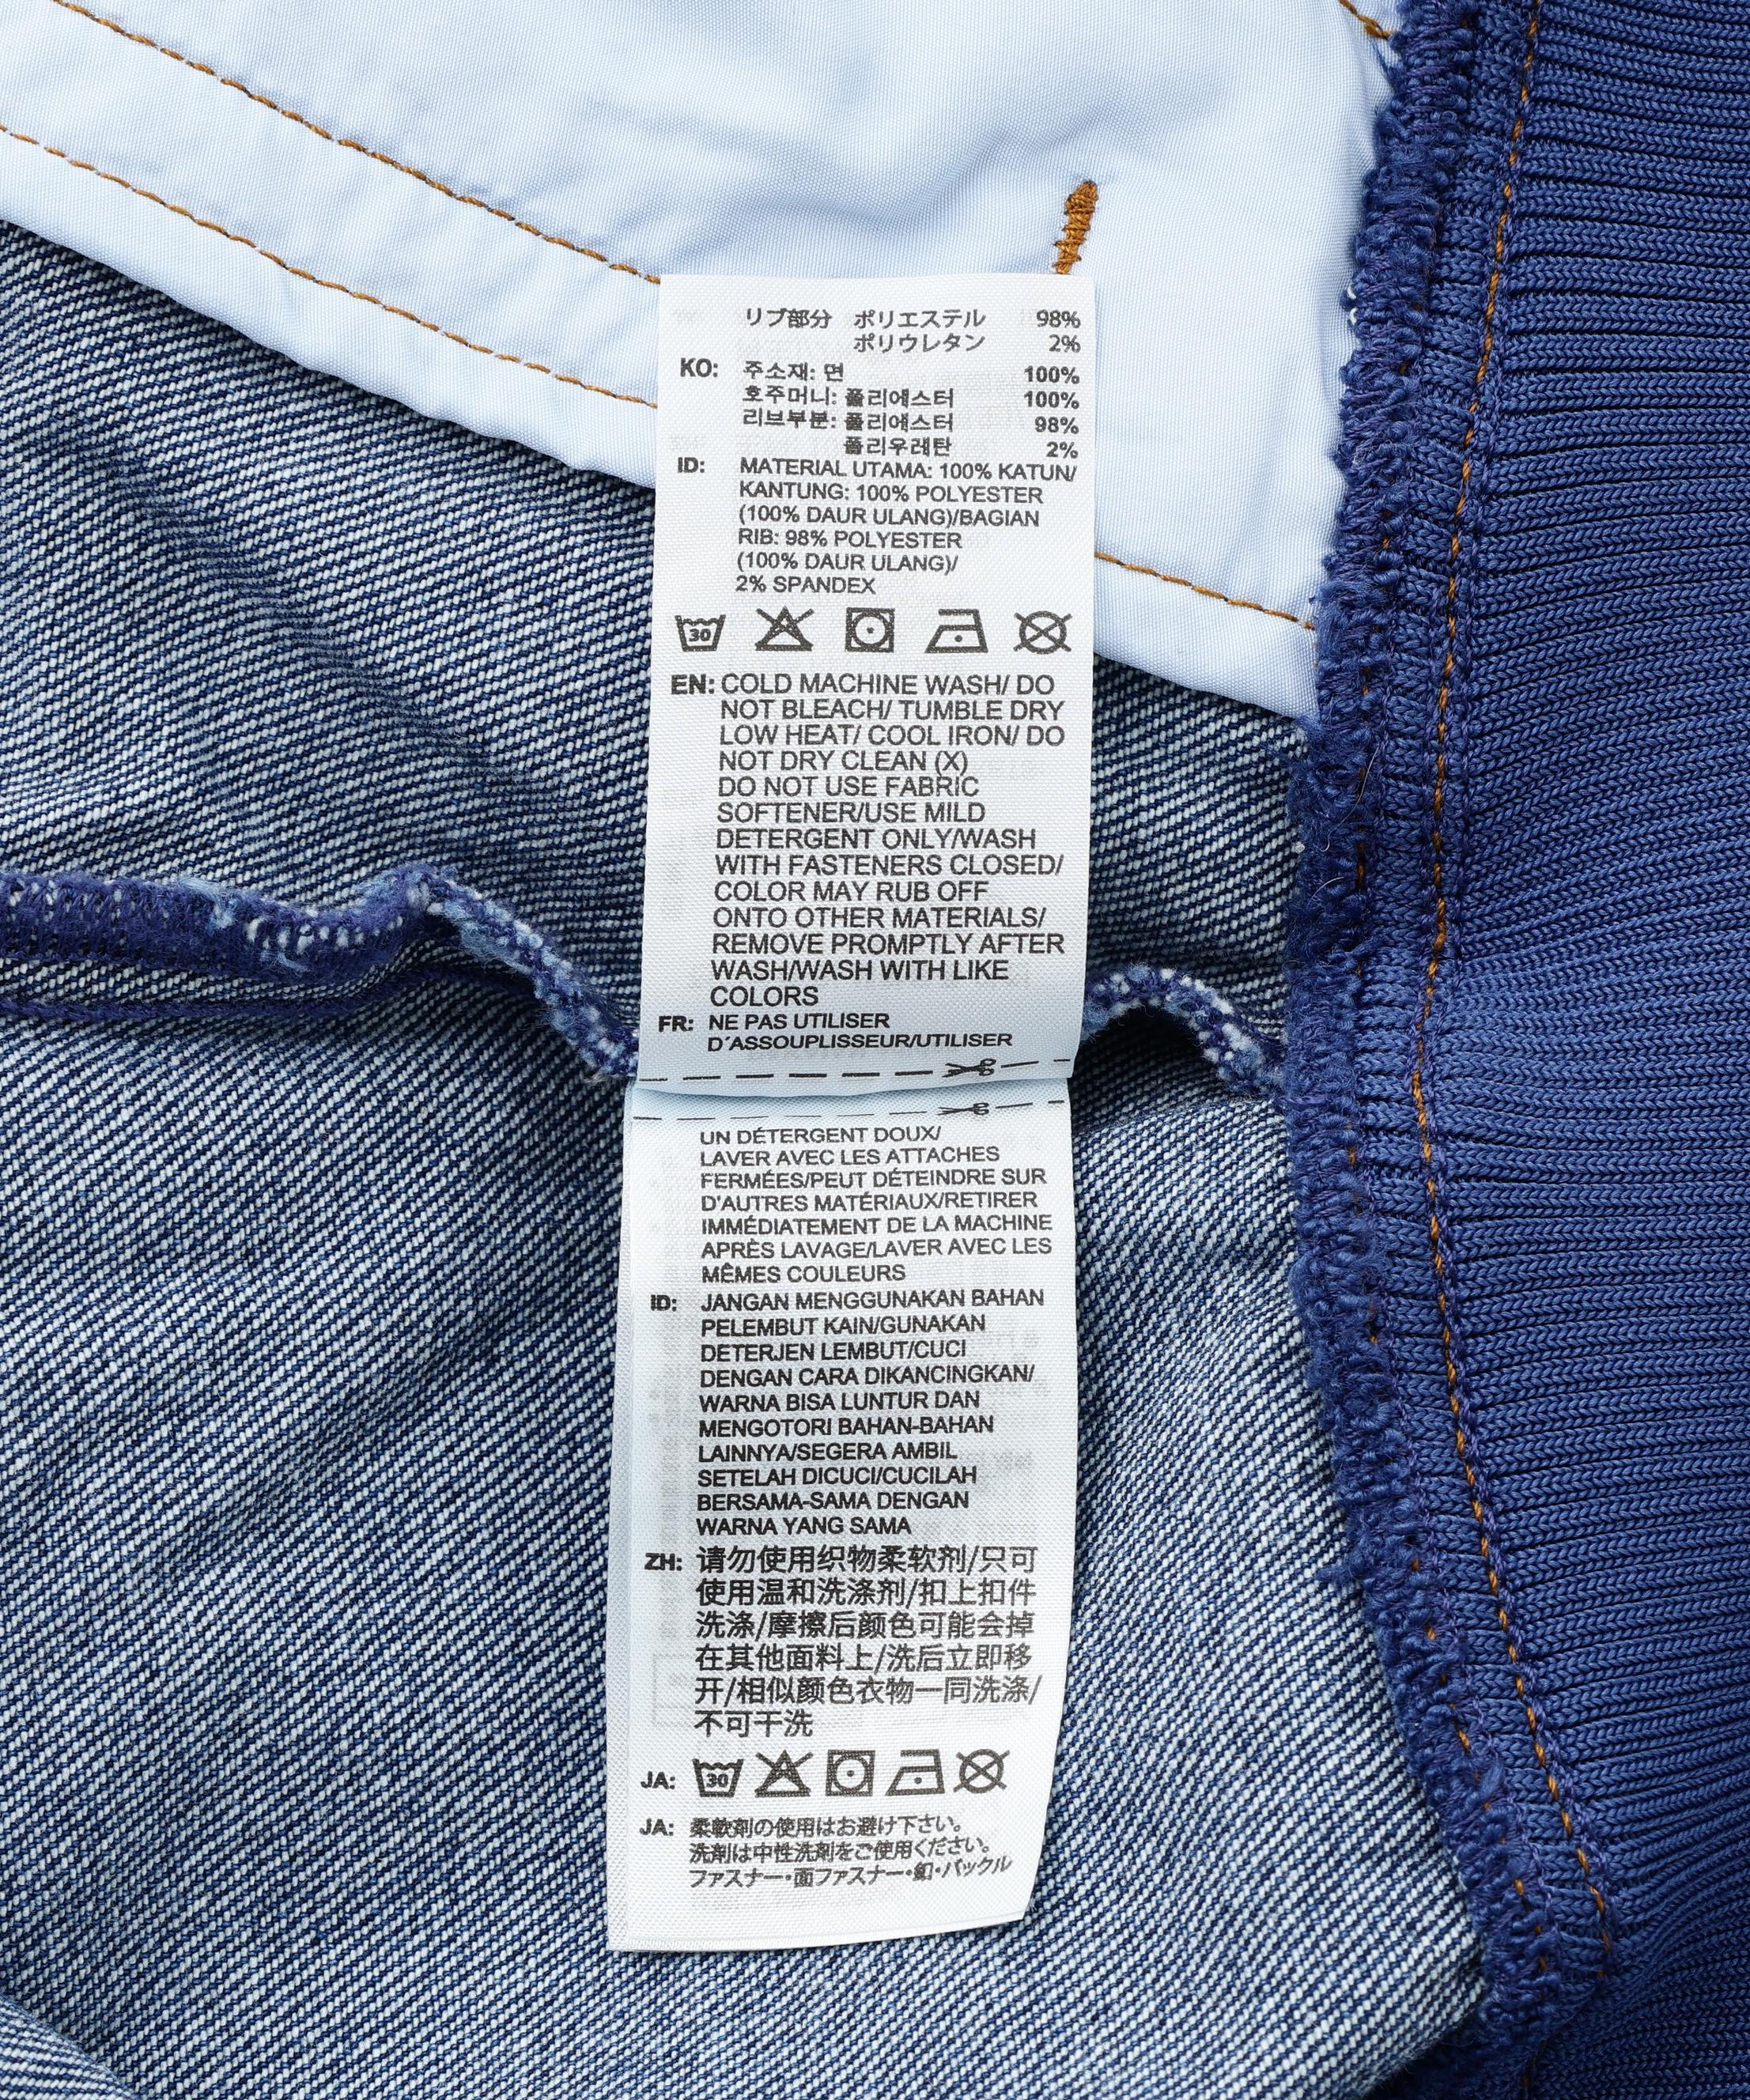 リブ部分 ポリエステル 98%
ポリウレタン 2%
KO: 주소재: 면 100%
호주머니: 폴리에스터 100%
리브부분: 폴리에스터 98%
폴리우레탄 2%
ID: MATERIAL UTAMA: 100% KATUN/
KANTUNG: 100% POLYESTER
(100% DAUR ULANG)/BAGIAN
RIB: 98% POLYESTER
(100% DAUR ULANG)/
2% SPANDEX
30
EN: COLD MACHINE WASH/ DO
NOT BLEACH/ TUMBLE DRY
LOW HEAT/ COOL IRON/ DO
NOT DRY CLEAN (X)
DO NOT USE FABRIC
SOFTENER/USE MILD
DETERGENT ONLY/WASH
WITH FASTENERS CLOSED/
COLOR MAY RUB OFF
ONTO OTHER MATERIALS/
REMOVE PROMPTLY AFTER
WASH/WASH WITH LIKE
COLORS
FR: NE PAS UTILISER
D´ASSOUPLISSEUR/UTILISER
UN DÉTERGENT DOUX/
LAVER AVEC LES ATTACHES
FERMÉES/PEUT DÉTEINDRE SUR
D'AUTRES MATÉRIAUX/RETIRER
IMMÉDIATEMENT DE LA MACHINE
APRÈS LAVAGE/LAVER AVEC LES
MÊMES COULEURS
ID: JANGAN MENGGUNAKAN BAHAN
PELEMBUT KAIN/GUNAKAN
DETERJEN LEMBUT/CUCI
DENGAN CARA DIKANCINGKAN/
WARNA BISA LUNTUR DAN
MENGOTORI BAHAN-BAHAN
LAINNYA/SEGERA AMBIL
SETELAH DICUCI/CUCILAH
BERSAMA-SAMA DENGAN
WARNA YANG SAMA
ZH: 请勿使用织物柔软剂/只可
使用温和洗涤剂/扣上扣件
洗涤/摩擦后颜色可能会掉
在其他面料上/洗后立即移
开/相似颜色衣物一同洗涤/
不可干洗
JA: 30
JA: 柔軟剤の使用はお避け下さい。
洗剤は中性洗剤をご使用ください。
ファスナー・面ファスナー・釦・バックル